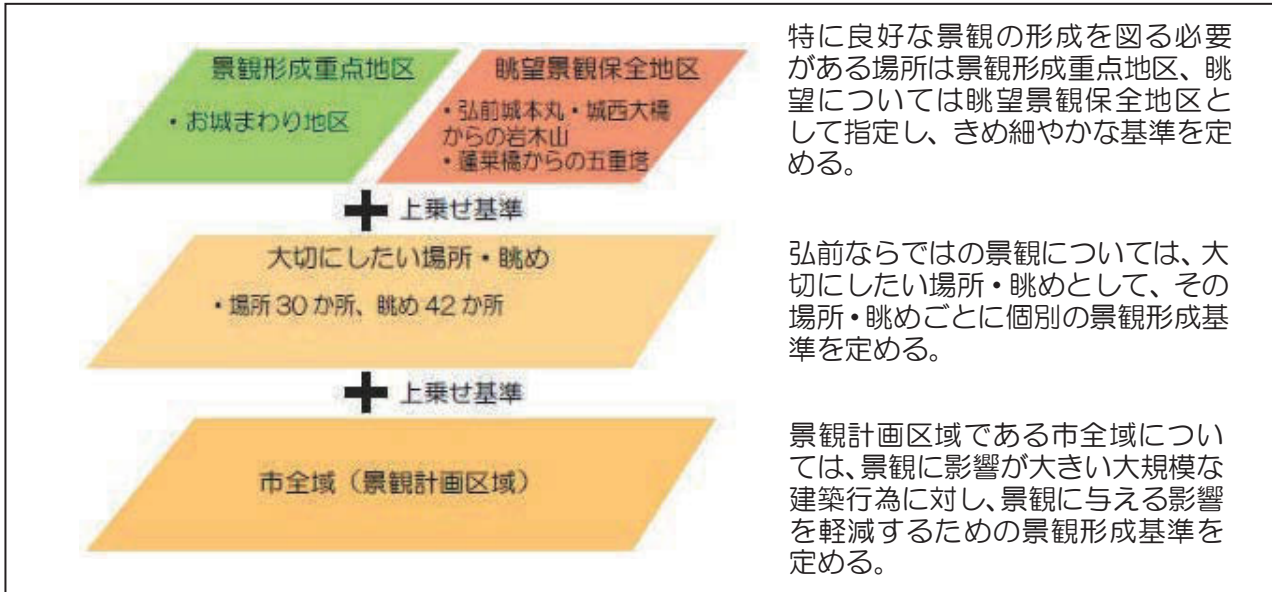 景観形成重点地区
・お城まわり地区
眺望景観保全地区
・弘前城本丸・城西大橋
からの岩木山
・蓬莱橋からの五重塔
特に良好な景観の形成を図る必要
がある場所は景観形成重点地区、眺
望については眺望景観保全地区と
して指定し、きめ細やかな基準を定
める。
+ 上乗せ基準
大切にしたい場所・眺め
・場所30か所、眺め42か所
弘前ならではの景観については、大
切にしたい場所・眺めとして、その
場所・眺めごとに個別の景観形成基
準を定める。
+ 上乗せ基準
市全域（景観計画区域）
景観計画区域である市全域につい
ては、景観に影響が大きい大規模な
建築行為に対し、景観に与える影響
を軽減するための景観形成基準を
定める。